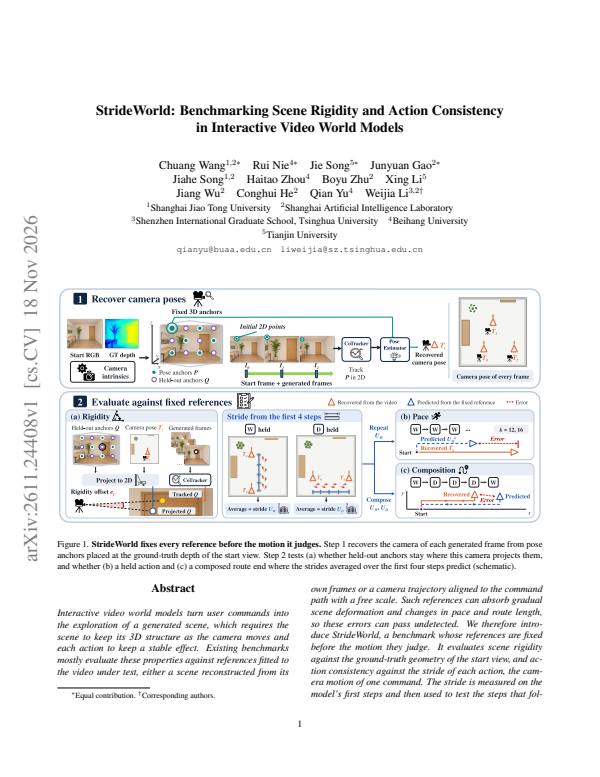 StrideWorld: Benchmarking Scene Rigidity and Action Consistency
in Interactive Video World Models
Chuang Wang1,2* Rui Nie4* Jie Song5* Junyuan Gao2*
Jiahe Song1,2 Haitao Zhou4 Boyu Zhu2 Xing Li5
Jiang Wu2 Conghui He2 Qian Yu4 Weijia Li3,2†
1Shanghai Jiao Tong University 2Shanghai Artificial Intelligence Laboratory
3Shenzhen International Graduate School, Tsinghua University 4Beihang University
5Tianjin University
qianyu@buaa.edu.cn liweijia@sz.tsinghua.edu.cn
arXiv:2611.24408v1 [cs.CV] 18 Nov 2026
1 Recover camera poses
Fixed 3D anchors
Initial 2D points
Start RGB GT depth
Camera
intrinsics
Pose anchors P
Held-out anchors Q
Start frame + generated frames
CoTracker
Track
P in 2D
Pose
Estimator
Recovered
camera pose
Camera pose of every frame
2 Evaluate against fixed references
Recovered from the video Predicted from the fixed reference Error
(a) Rigidity
Held-out anchors Q Camera pose Generated frames
Project to 2D
CoTracker
Rigidity offset
Tracked Q
Projected Q
Stride from the first 4 steps
W held D held
Average = stride Average = stride
Repeat
Compose
(b) Pace
W W W W ... k = 12, 16
Predicted Error
Recovered
Start
(c) Composition
W D W D W
Recovered Predicted
Error
Start
Figure 1. StrideWorld fixes every reference before the motion it judges. Step 1 recovers the camera of each generated frame from pose
anchors placed at the ground-truth depth of the start view. Step 2 tests (a) whether held-out anchors stay where this camera projects them,
and whether (b) a held action and (c) a composed route end where the strides averaged over the first four steps predict (schematic).
Abstract
Interactive video world models turn user commands into
the exploration of a generated scene, which requires the
scene to keep its 3D structure as the camera moves and
each action to keep a stable effect. Existing benchmarks
mostly evaluate these properties against references fitted to
the video under test, either a scene reconstructed from its
*Equal contribution. †Corresponding authors.
own frames or a camera trajectory aligned to the command
path with a free scale. Such references can absorb gradual
scene deformation and changes in pace and route length,
so these errors can pass undetected. We therefore intro-
duce StrideWorld, a benchmark whose references are fixed
before the motion they judge. It evaluates scene rigidity
against the ground-truth geometry of the start view, and ac-
tion consistency against the stride of each action, the cam-
era motion of one command. The stride is measured on the
model's first steps and then used to test the steps that fol-
1